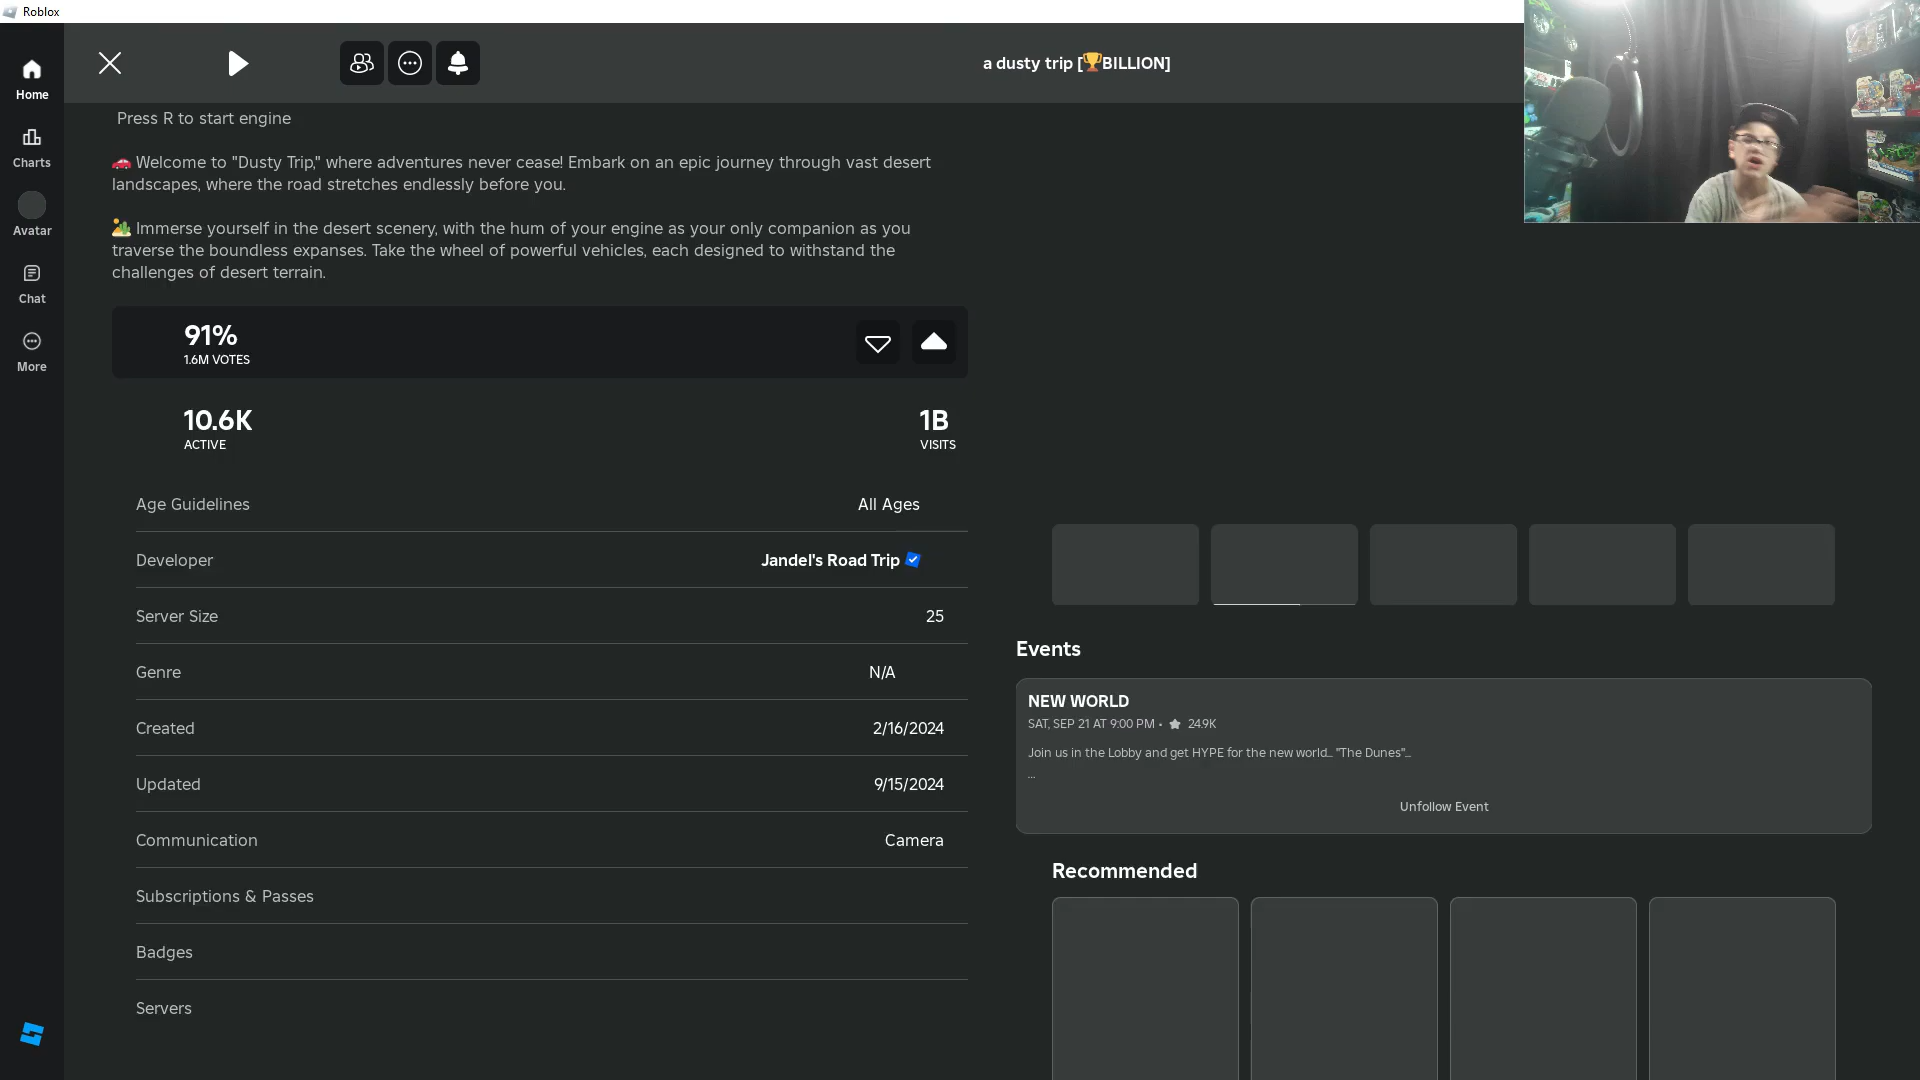 Roblox
a dusty trip [🏆BILLION]
Home
Charts
Avatar
Chat
More
Press R to start engine
🚗 Welcome to "Dusty Trip," where adventures never cease! Embark on an epic journey through vast desert
landscapes, where the road stretches endlessly before you.
🏜️ Immerse yourself in the desert scenery, with the hum of your engine as your only companion as you
traverse the boundless expanses. Take the wheel of powerful vehicles, each designed to withstand the
challenges of desert terrain.
91%
1.6M VOTES
10.6K
ACTIVE
1B
VISITS
Age Guidelines All Ages
Developer Jandel's Road Trip
Server Size 25
Genre N/A
Created 2/16/2024
Updated 9/15/2024
Communication Camera
Subscriptions & Passes
Badges
Servers
Events
NEW WORLD
SAT, SEP 21 AT 9:00 PM • 24.9K
Join us in the Lobby and get HYPE for the new world... "The Dunes"...
...
Unfollow Event
Recommended